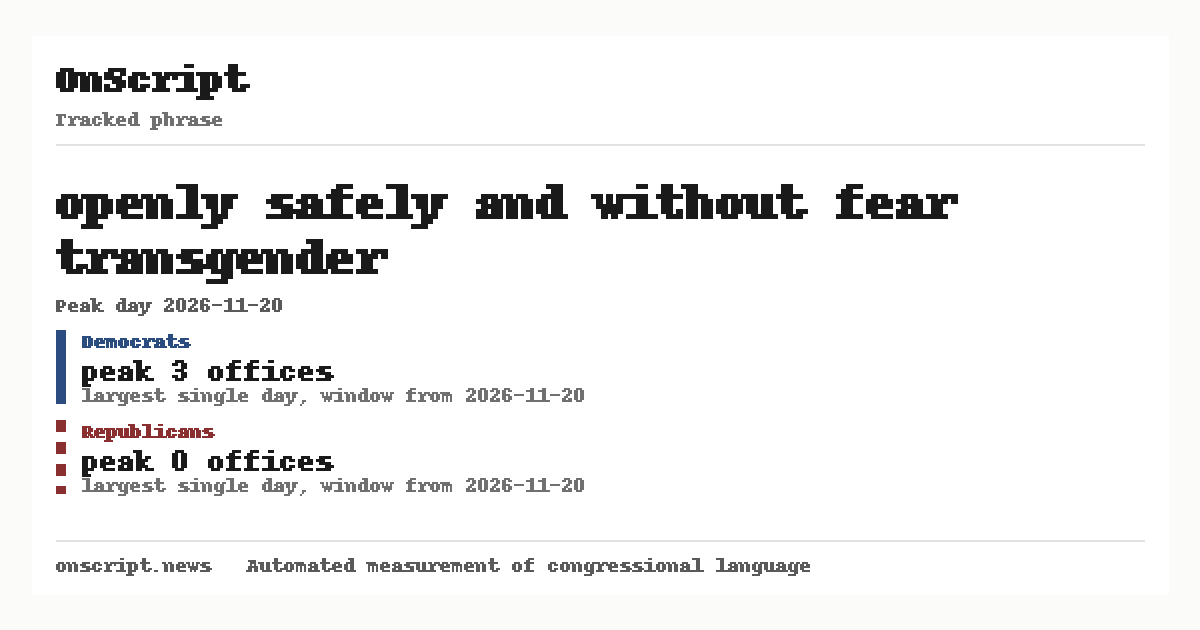 OnScript
Tracked phrase
openly safely and without fear
transgender
Peak day 2026-11-20
Democrats
peak 3 offices
largest single day, window from 2026-11-20
Republicans
peak 0 offices
largest single day, window from 2026-11-20
onscript.news Automated measurement of congressional language